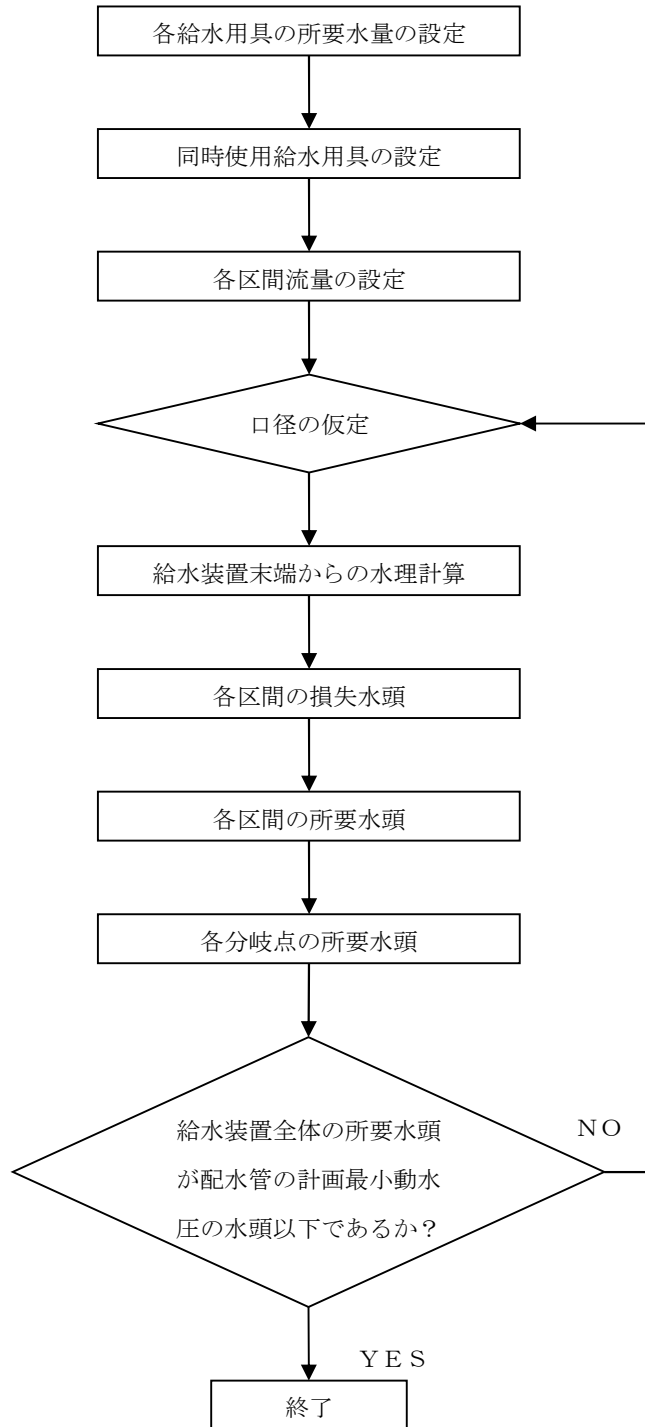 各給水用具の所要水量の設定
同時使用給水用具の設定
各区間流量の設定
口径の仮定
給水装置末端からの水理計算
各区間の損失水頭
各区間の所要水頭
各分岐点の所要水頭
給水装置全体の所要水頭
が配水管の計画最小動水
圧の水頭以下であるか?
ＮＯ
ＹＥＳ
終了